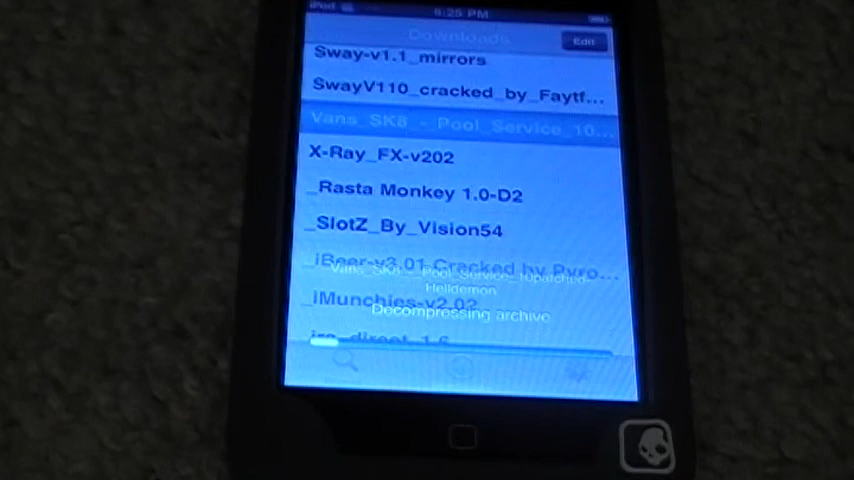 iPod
6:25 PM
Downloads
Edit
Sway-v1.1_mirrors
SwayV110_cracked_by_Faytf...
Vans_SK8_-_Pool_Service_10...
X-Ray_FX-v202
_Rasta Monkey 1.0-D2
_SlotZ_By_Vision54
_iBeer-v3.01 Cracked by Pyro...
Vans_SK8_-_Pool_Service_10patched-
Helldemon
_iMunchies-v2.02
Decompressing archive